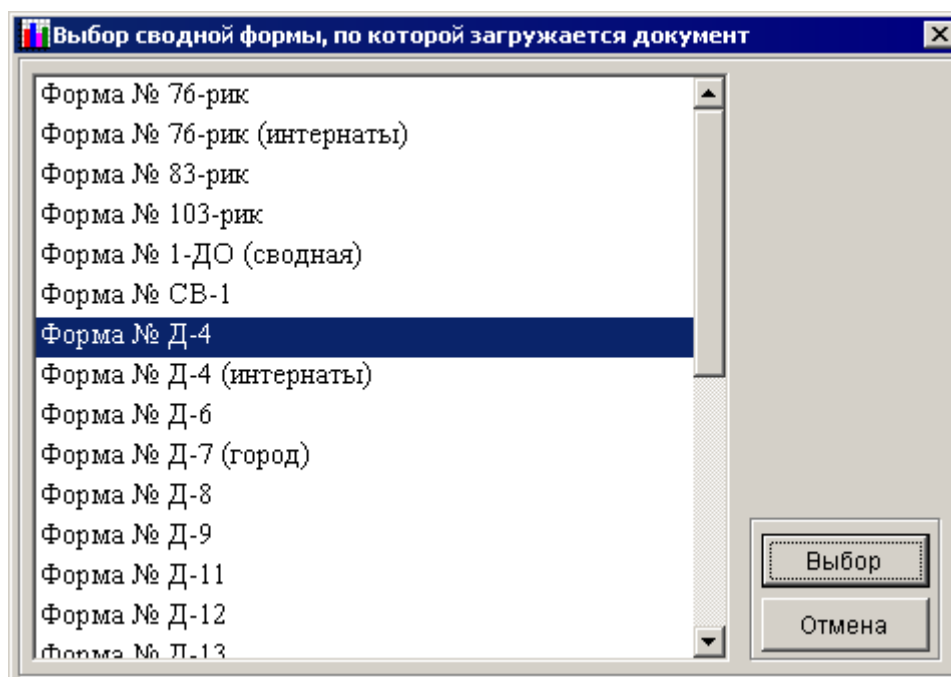 Выбор сводной формы, по которой загружается документ
Форма № 76-рик
Форма № 76-рик (интернаты)
Форма № 83-рик
Форма № 103-рик
Форма № 1-ДО (сводная)
Форма № СВ-1
Форма № Д-4
Форма № Д-4 (интернаты)
Форма № Д-6
Форма № Д-7 (город)
Форма № Д-8
Форма № Д-9
Форма № Д-11
Форма № Д-12
Форма № Д-13
Выбор
Отмена